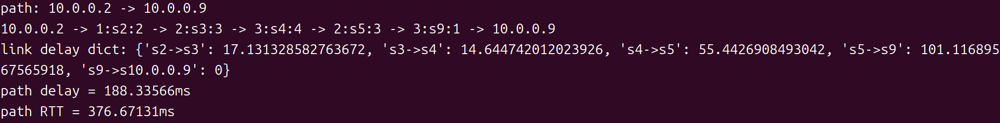 path: 10.0.0.2 -> 10.0.0.9
10.0.0.2 -> 1:s2:2 -> 2:s3:3 -> 3:s4:4 -> 2:s5:3 -> 3:s9:1 -> 10.0.0.9
link delay dict: {'s2->s3': 17.131328582763672, 's3->s4': 14.644742012023926, 's4->s5': 55.4426908493042, 's5->s9': 101.116895
67565918, 's9->s10.0.0.9': 0}
path delay = 188.33566ms
path RTT = 376.67131ms